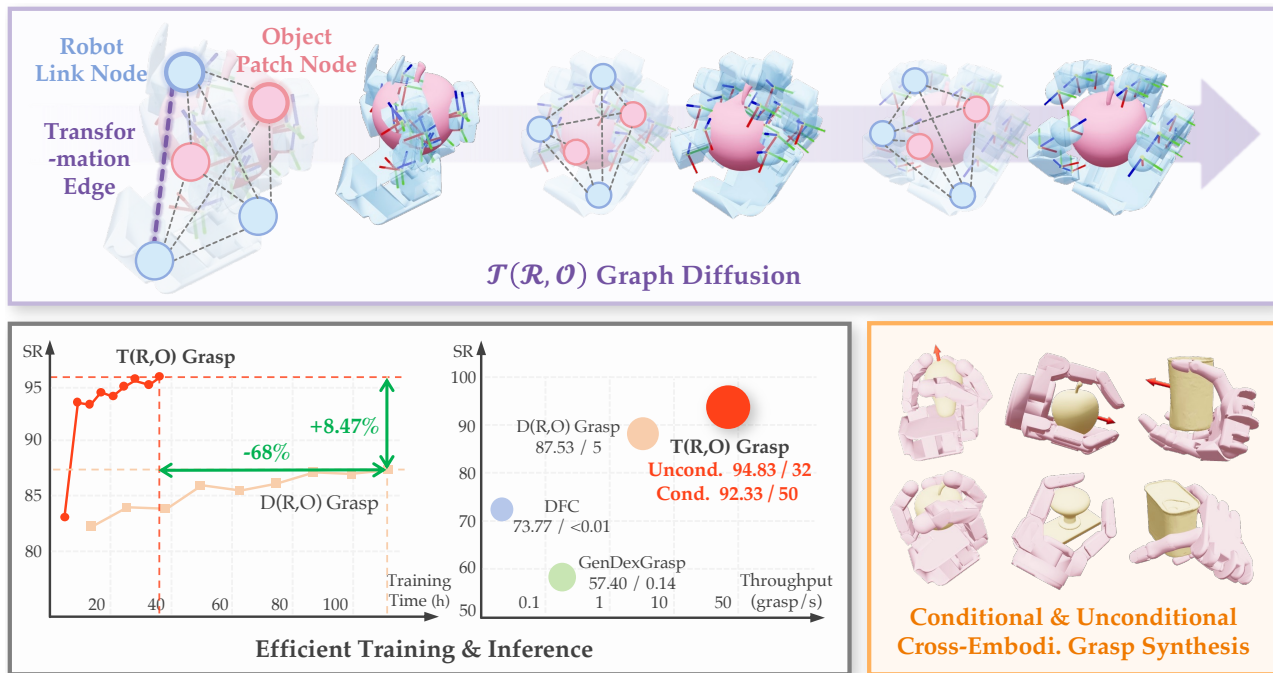 Robot
Link Node
Object
Patch Node
Transfor
-mation
Edge
𝒯(ℛ, 𝒪) Graph Diffusion
SR
T(R,O) Grasp
95
90
85
80
+8.47%
-68%
D(R,O) Grasp
20
40
60
80
100
Training
Time (h)
SR
100
90
80
70
60
50
D(R,O) Grasp
87.53 / 5
T(R,O) Grasp
Uncond. 94.83 / 32
Cond. 92.33 / 50
DFC
73.77 / <0.01
GenDexGrasp
57.40 / 0.14
0.1
1
10
50
Throughput
(grasp/s)
Efficient Training & Inference
Conditional & Unconditional
Cross-Embodi. Grasp Synthesis